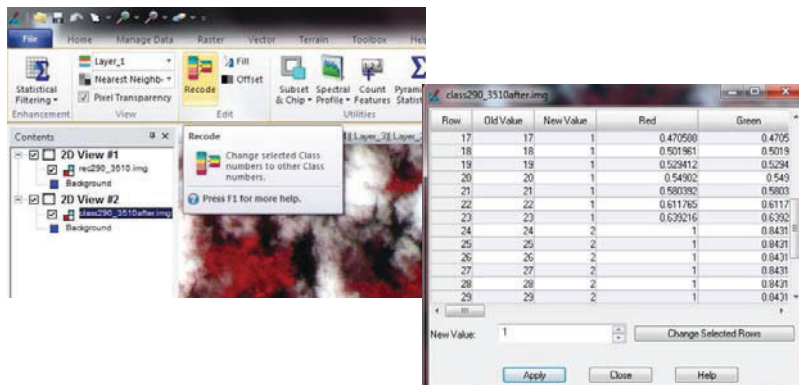 File Home Manage Data Raster Vector Terrain Toolbox Help
Layer_1
Nearest Neighb-
Pixel Transparency
Statistical
Filtering
Enhancement
View
Recode
Fill
Offset
Edit
Subset
& Chip
Spectral
Profile
Count
Features
Utilities
Contents
2D View #1
rec290_3510.img
Background
2D View #2
class290_3510after.img
Background
Recode
Change selected Class
numbers to other Class
numbers.
Press F1 for more help.
class290_3510after.img
Row Old Value New Value Red Green
17 17 1 0.470588 0.4705
18 18 1 0.501961 0.5019
19 19 1 0.529412 0.5294
20 20 1 0.54902 0.549
21 21 1 0.580392 0.5803
22 22 1 0.611765 0.6117
23 23 1 0.639216 0.6392
24 24 2 1 0.8431
25 25 2 1 0.8431
26 26 2 1 0.8431
27 27 2 1 0.8431
28 28 2 1 0.8431
29 29 2 1 0.8431
New Value: 1 Change Selected Rows
Apply Close Help